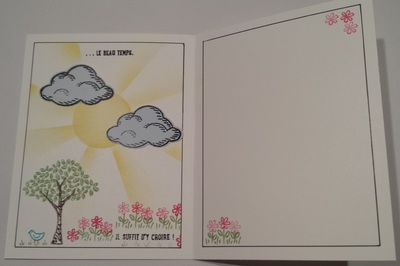 ... LE BEAU TEMPS,
IL SUFFIT D'Y CROIRE !